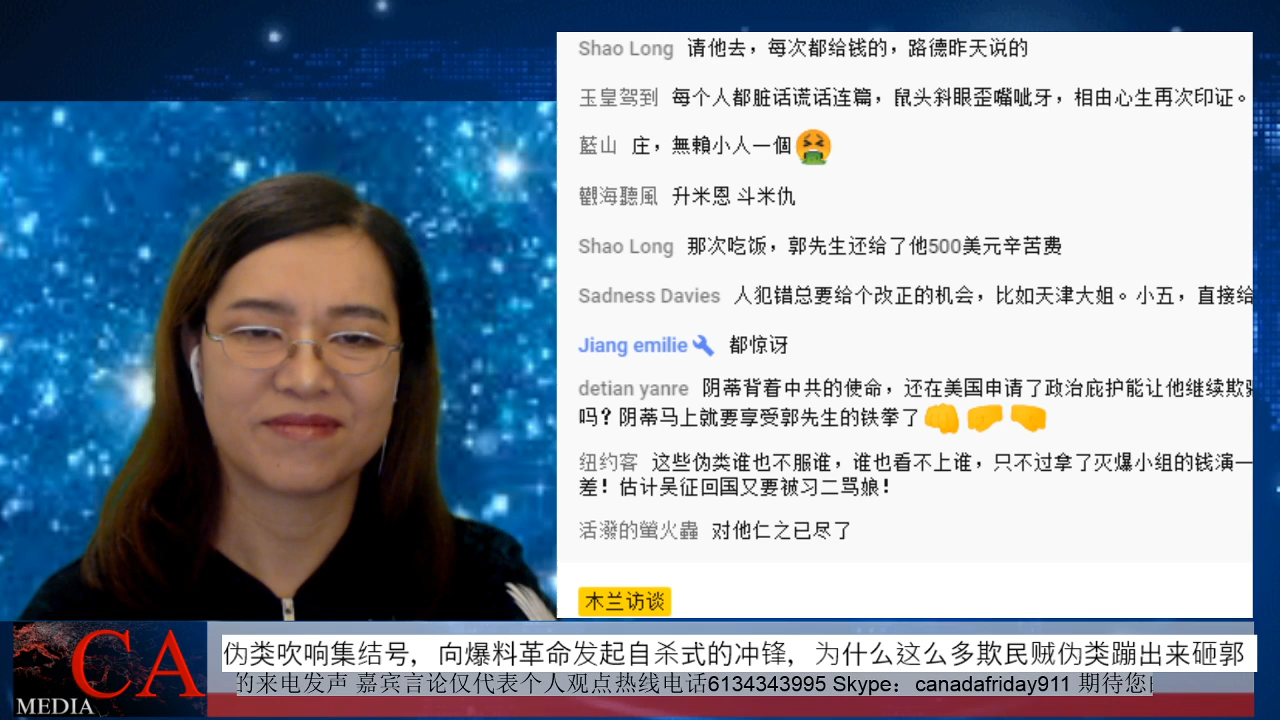 Shao Long 请他去，每次都给钱的，路德昨天说的
玉皇驾到 每个人都脏话谎话连篇，鼠头斜眼歪嘴呲牙，相由心生再次印证。
藍山 庄，無賴小人一個
觀海聽風 升米恩 斗米仇
Shao Long 那次吃饭，郭先生还给了他500美元辛苦费
Sadness Davies 人犯错总要给个改正的机会，比如天津大姐。小五，直接给
Jiang emilie 都惊讶
detian yanre 阴蒂背着中共的使命，还在美国申请了政治庇护能让他继续欺骗
吗？阴蒂马上就要享受郭先生的铁拳了
纽约客 这些伪类谁也不服谁，谁也看不上谁，只不过拿了灭爆小组的钱演一
差！估计吴征回国又要被习二骂娘！
活潑的螢火蟲 对他仁之已尽了
木兰访谈
CA
MEDIA
伪类吹响集结号，向爆料革命发起自杀式的冲锋，为什么这么多欺民贼伪类蹦出来砸郭
的来电发声 嘉宾言论仅代表个人观点热线电话6134343995 Skype：canadafriday911 期待您